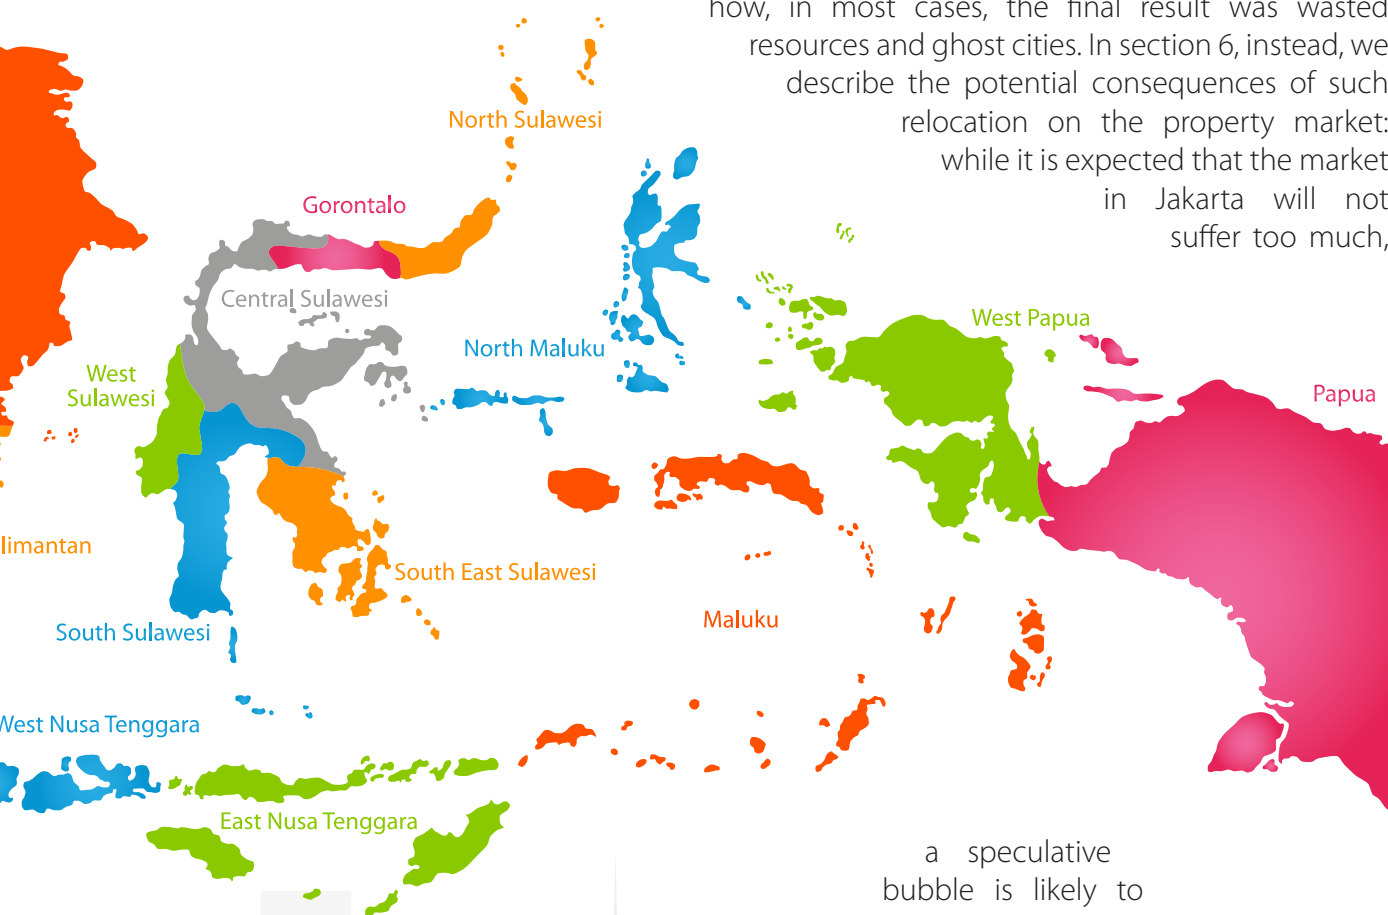 how, in most cases, the final result was wasted
resources and ghost cities. In section 6, instead, we
describe the potential consequences of such
relocation on the property market:
while it is expected that the market
in Jakarta will not
suffer too much,
North Sulawesi
Gorontalo
Central Sulawesi
West Papua
North Maluku
West
Sulawesi
Papua
limantan
South East Sulawesi
Maluku
South Sulawesi
West Nusa Tenggara
East Nusa Tenggara
a speculative
bubble is likely to